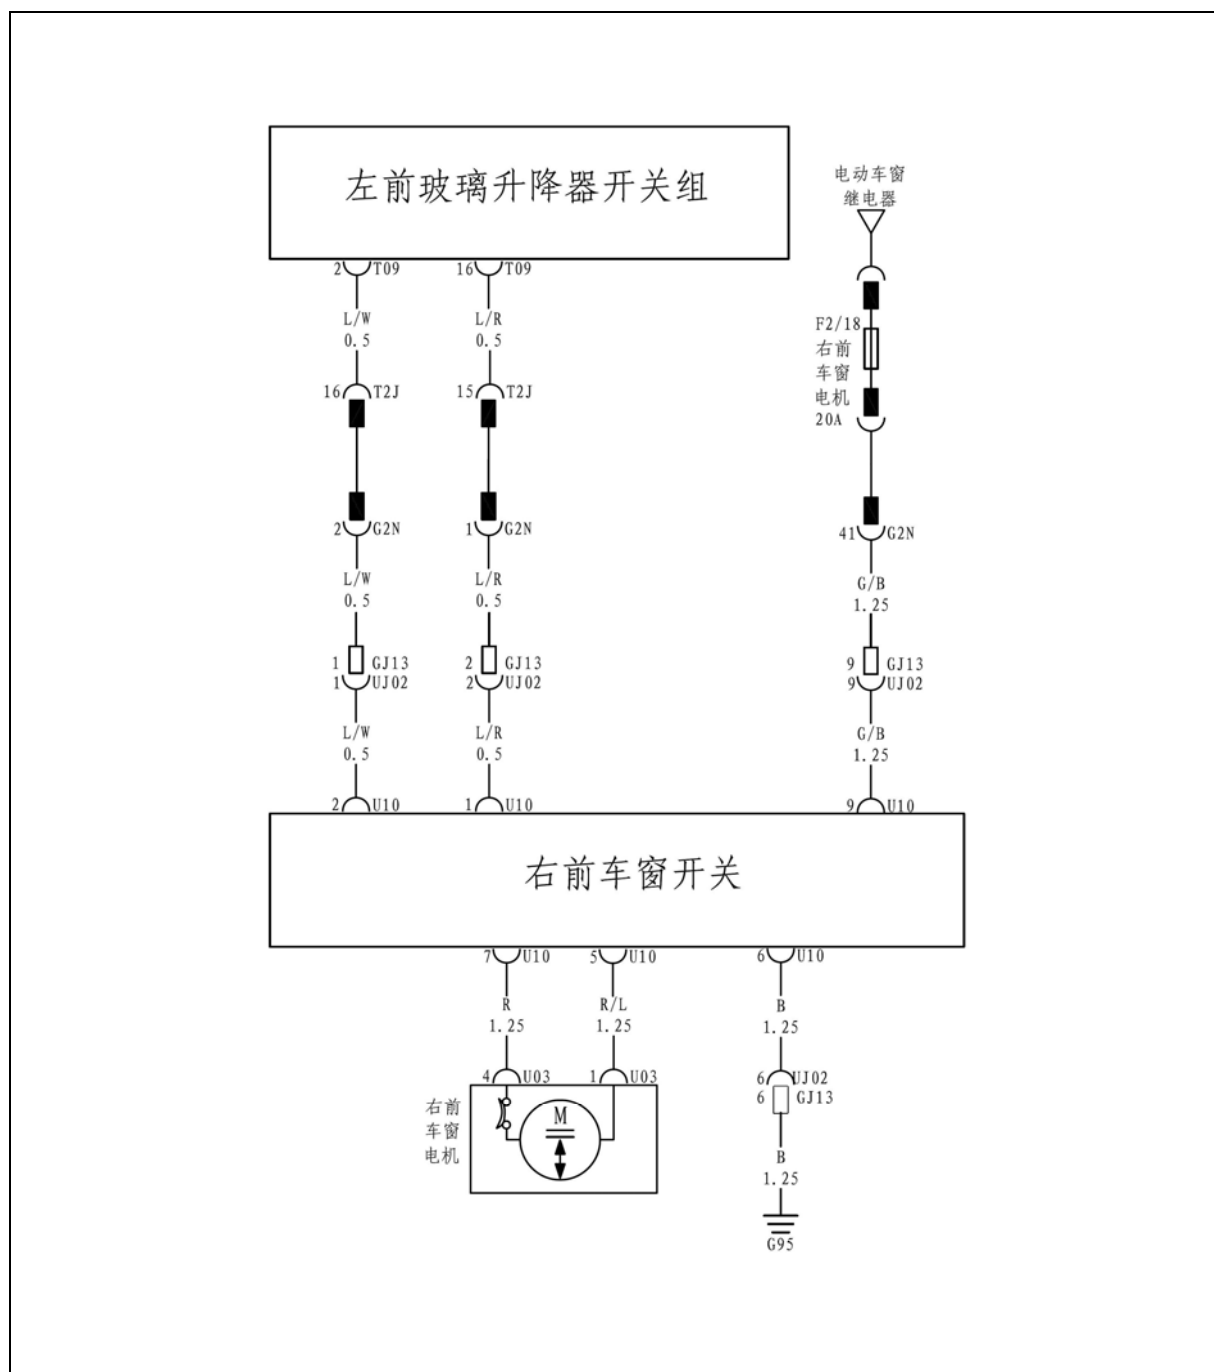 左前玻璃升降器开关组
电动车窗
继电器
2 T09
16 T09
L/W
0.5
L/R
0.5
F2/18
右前
车窗
电机
20A
16 T2J
15 T2J
2 G2N
1 G2N
41 G2N
L/W
0.5
L/R
0.5
G/B
1.25
1 GJ13
1 UJ02
2 GJ13
2 UJ02
9 GJ13
9 UJ02
L/W
0.5
L/R
0.5
G/B
1.25
2 U10
1 U10
9 U10
右前车窗开关
7 U10
5 U10
6 U10
R
1.25
R/L
1.25
B
1.25
4 U03
1 U03
6 UJ02
6 GJ13
右前
车窗
电机
M
B
1.25
G95